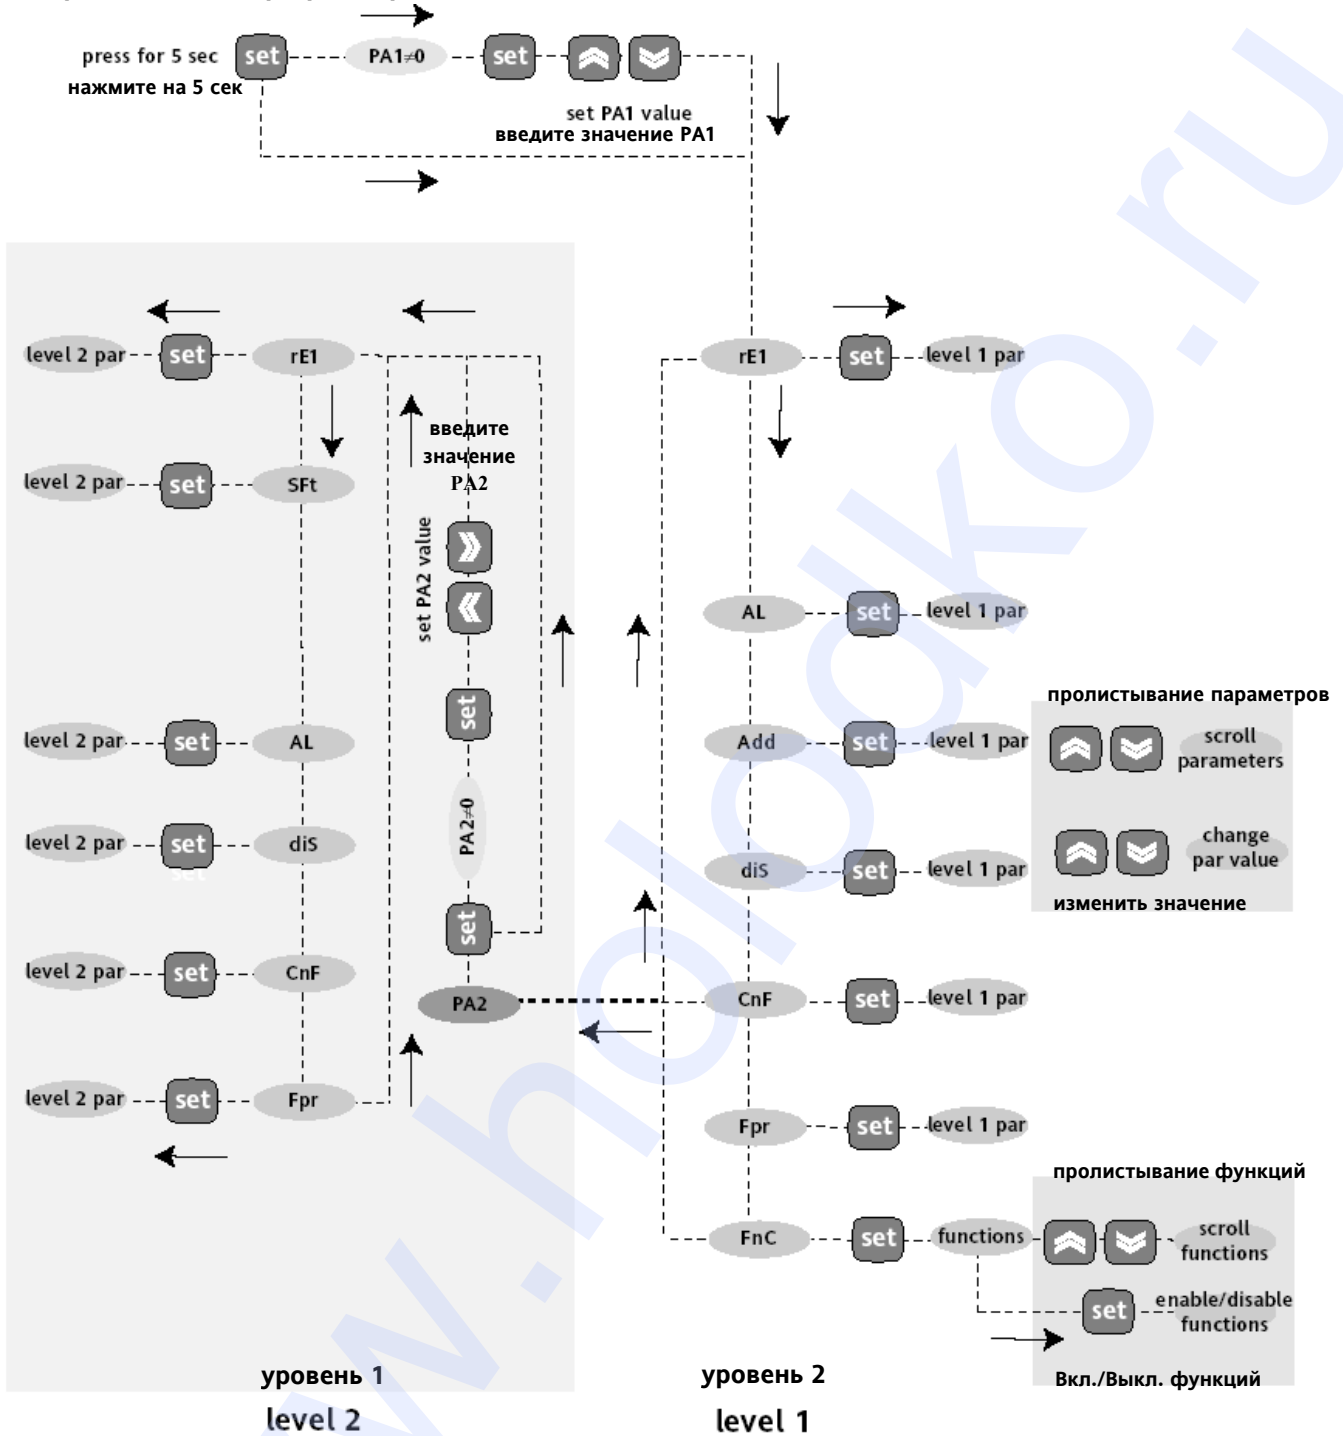 press for 5 sec set PA1≠0 set
нажмите на 5 сек
set PA1 value
введите значение PA1
level 2 par set rE1
rE1 set level 1 par
введите
значение
PA2
level 2 par set SFt
set PA2 value
AL set level 1 par
set
пролистывание параметров
level 2 par set AL
Add set level 1 par
scroll
parameters
PA2≠0
level 2 par set diS
set
diS set level 1 par
change
par value
изменить значение
set
level 2 par set CnF
PA2
CnF set level 1 par
level 2 par set Fpr
Fpr set level 1 par
пролистывание функций
FnC set functions
scroll
functions
set enable/disable
functions
Вкл./Выкл. функций
уровень 1
level 2
уровень 2
level 1
www.holodko.ru